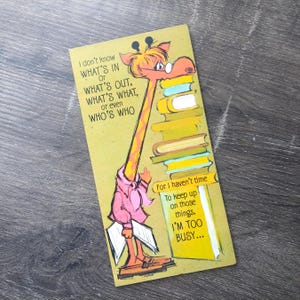 I don't know
WHAT'S IN
or
WHAT'S OUT,
WHAT'S WHAT,
or even
WHO'S WHO
For I haven't time
To keep up
on those
things.
I'M TOO
BUSY...